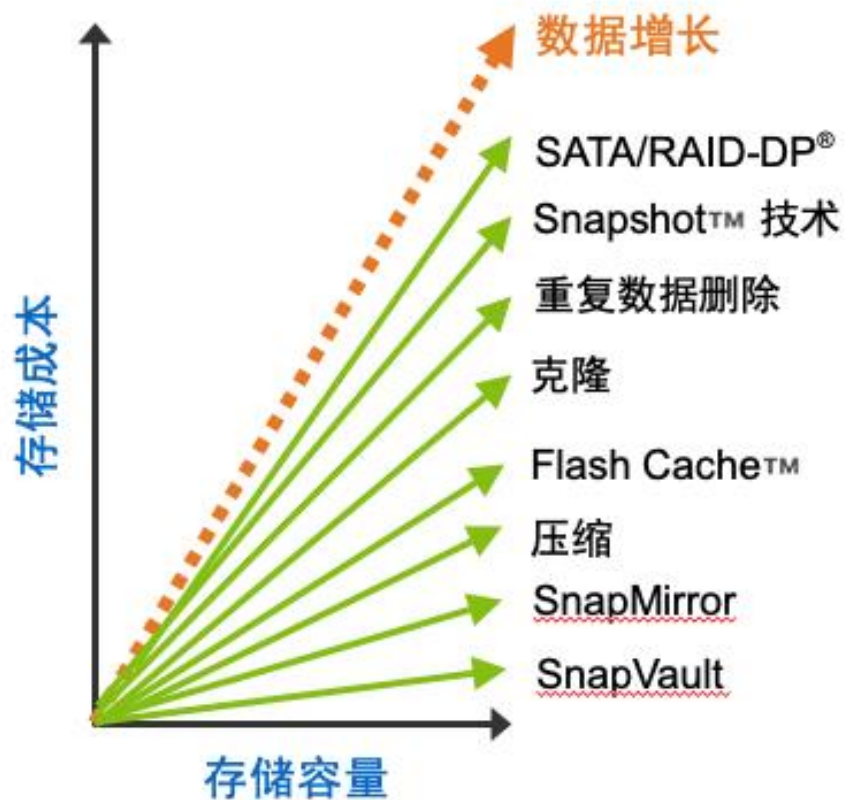 数据增长
SATA/RAID-DP®
Snapshot™ 技术
重复数据删除
克隆
Flash Cache™
压缩
SnapMirror
SnapVault
存储成本
存储容量